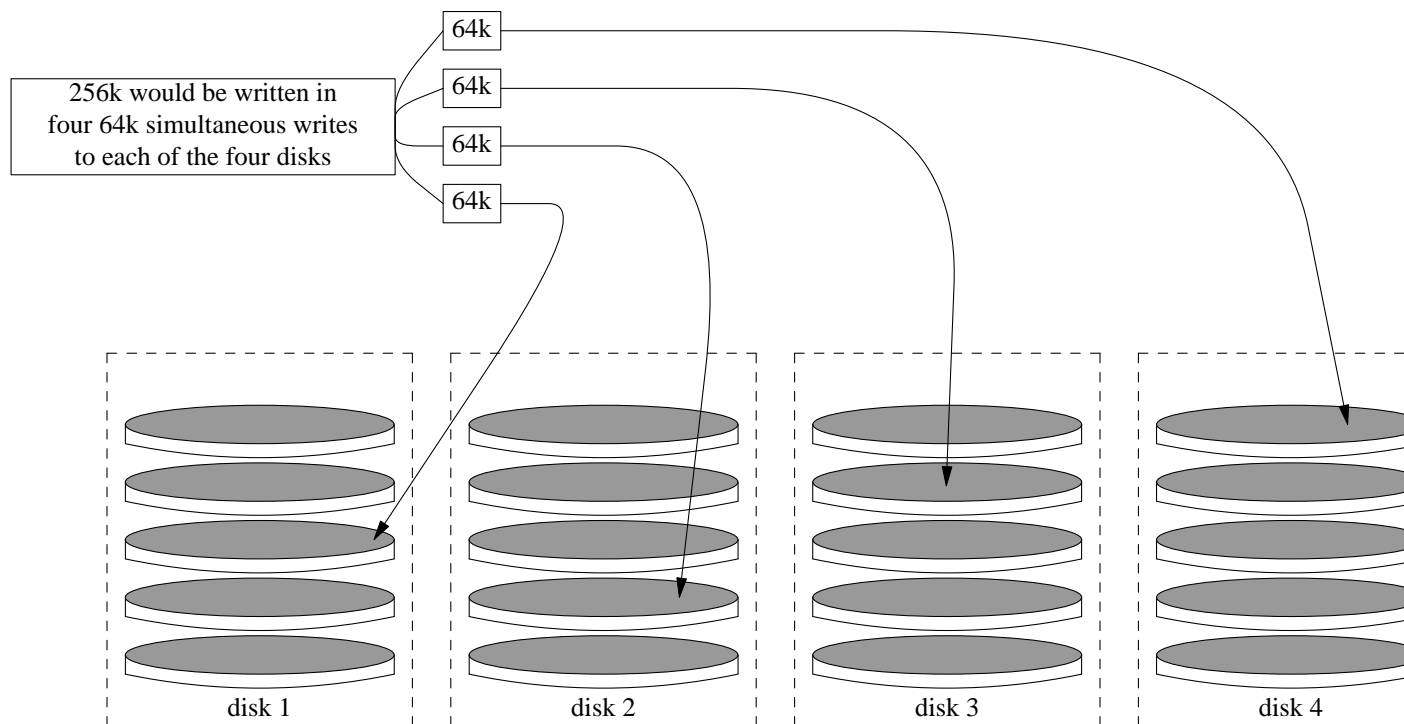 64k
256k would be written in
four 64k simultaneous writes
to each of the four disks
64k
64k
64k
disk 1
disk 2
disk 3
disk 4